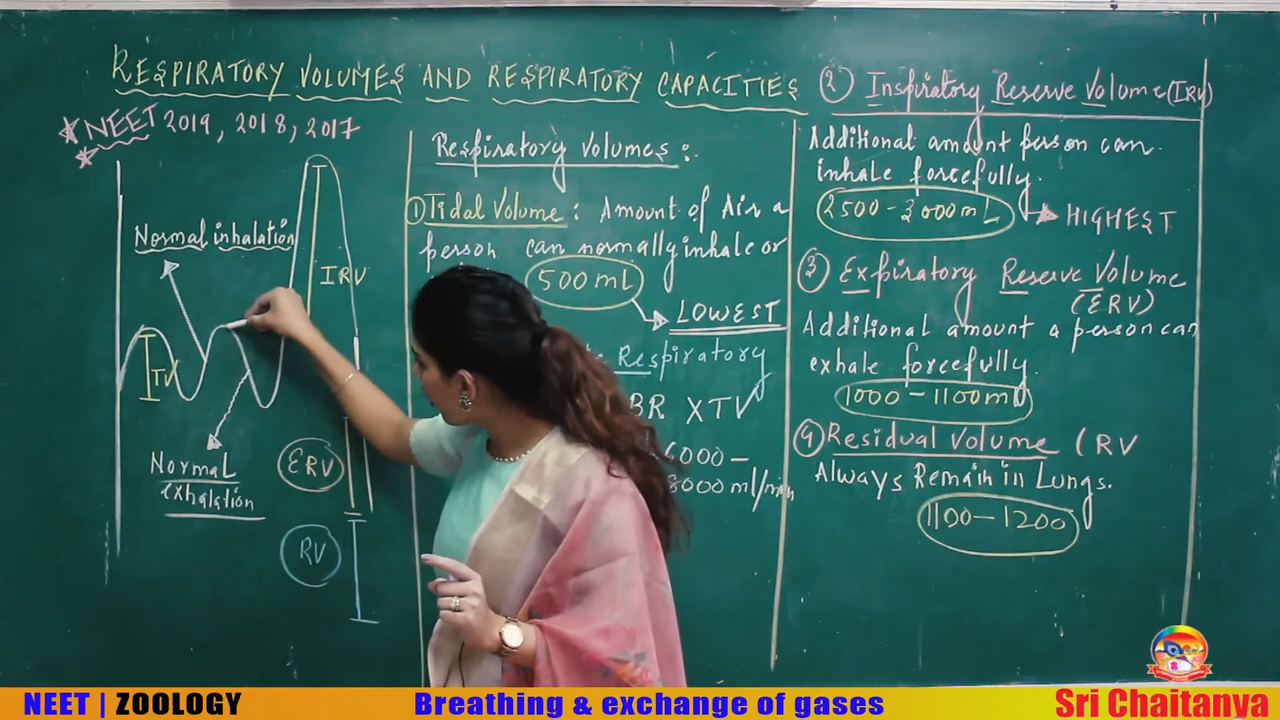 RESPIRATORY VOLUMES AND RESPIRATORY CAPACITIES
NEET 2019, 2018, 2017
Normal inhalation
IRV
TV
Normal
exhalation
ERV
RV
Respiratory Volumes:
① Tidal Volume: Amount of Air a
person can normally inhale or
500 mL
LOWEST
Respiratory
BR X TV
6000 –
8000 ml/min
② Inspiratory Reserve Volume (IRV)
Additional amount person can
inhale forcefully.
2500 - 3000 mL
HIGHEST
③ Expiratory Reserve Volume
(ERV)
Additional amount a person can
exhale forcefully.
1000 - 1100 mL
④ Residual Volume (RV
Always Remain in Lungs.
1100 - 1200
NEET | ZOOLOGY
Breathing & exchange of gases
Sri Chaitanya